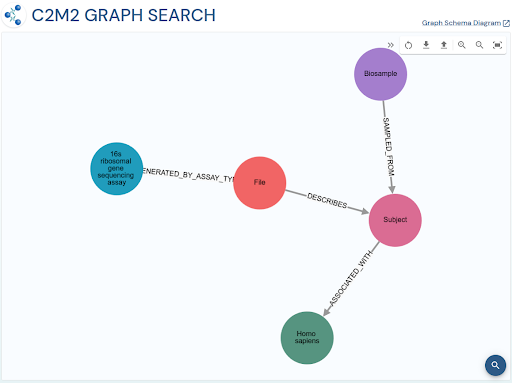 C2M2 GRAPH SEARCH
Graph Schema Diagram
Biosample
SAMPLED_FROM
16s
ribosomal
gene
sequencing
assay
ENERATED_BY_ASSAY_TYP
File
DESCRIBES
Subject
ASSOCIATED_WITH
Homo
sapiens